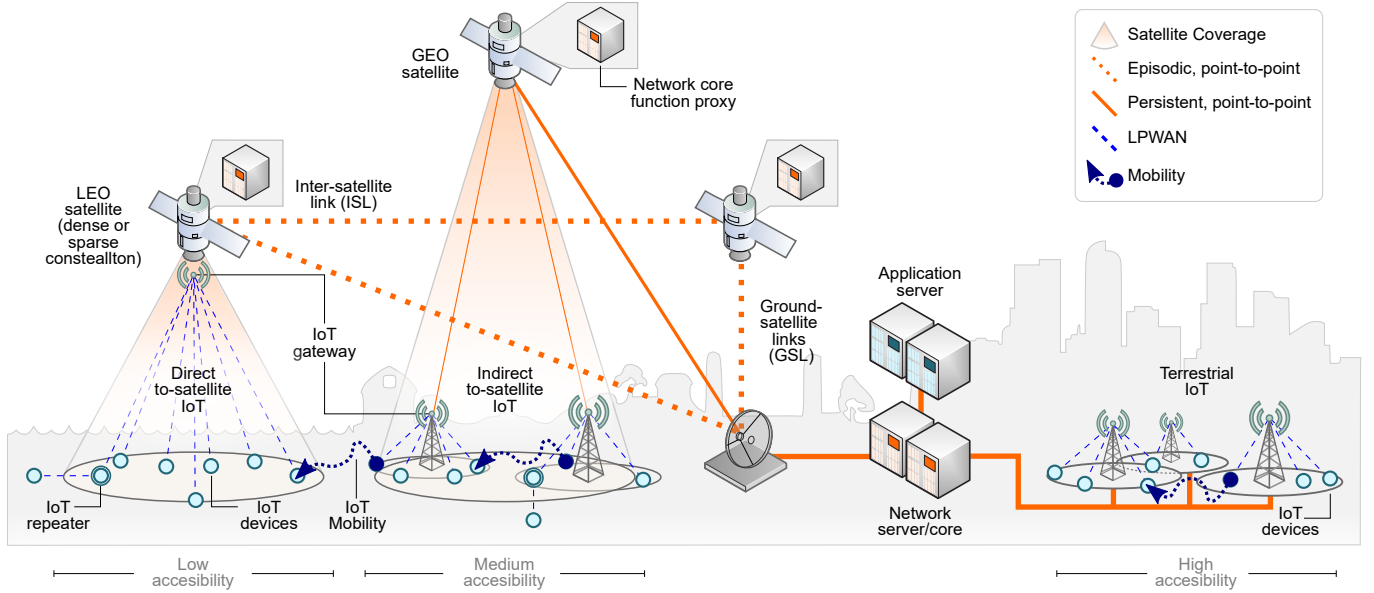 GEO
satellite
Network core
function proxy
Satellite Coverage
Episodic, point-to-point
Persistent, point-to-point
LPWAN
Mobility
LEO
satellite
(dense or
sparse
consteallton)
Inter-satellite
link (ISL)
Ground-
satellite
links
(GSL)
Application
server
IoT
gateway
Direct
to-satellite
IoT
Indirect
to-satellite
IoT
Terrestrial
IoT
IoT
repeater
IoT
devices
IoT
Mobility
Network
server/core
IoT
devices
Low
accesibility
Medium
accesibility
High
accesibility